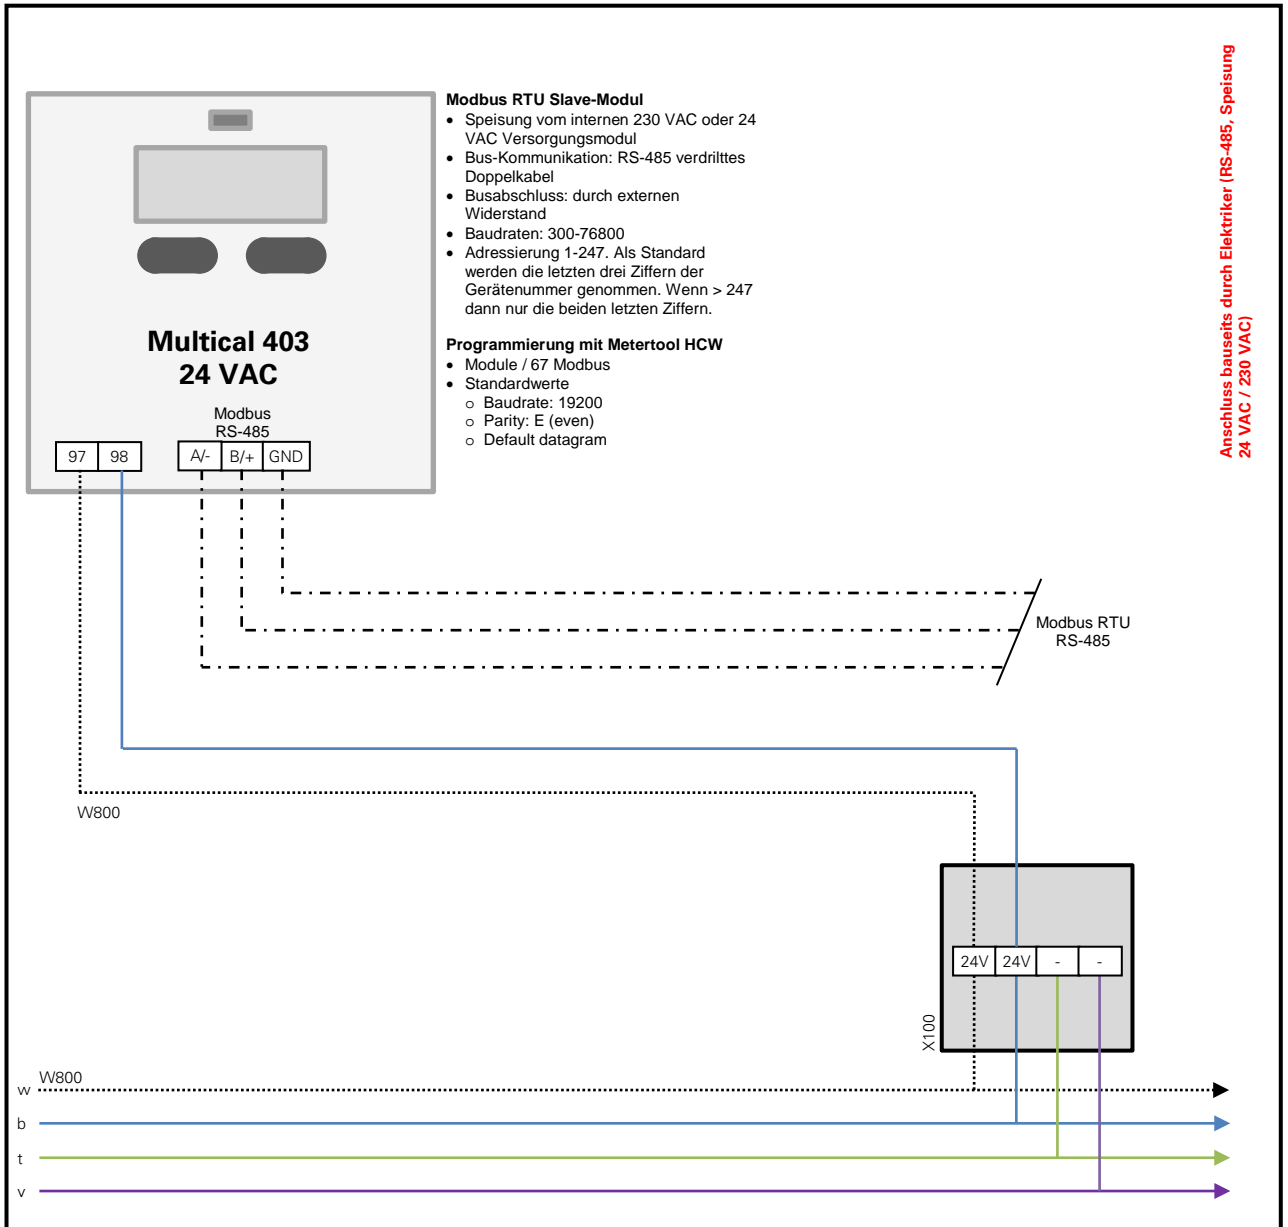 Modbus RTU Slave-Modul
• Speisung vom internen 230 VAC oder 24
VAC Versorgungsmodul
• Bus-Kommunikation: RS-485 verdrilttes
Doppelkabel
• Busabschluss: durch externen
Widerstand
• Baudraten: 300-76800
• Adressierung 1-247. Als Standard
werden die letzten drei Ziffern der
Gerätenummer genommen. Wenn > 247
dann nur die beiden letzten Ziffern.
Programmierung mit Metertool HCW
• Module / 67 Modbus
• Standardwerte
o Baudrate: 19200
o Parity: E (even)
o Default datagram
Anschluss bauseits durch Elektriker (RS-485, Speisung
24 VAC / 230 VAC)
Multical 403
24 VAC
Modbus
RS-485
97 98 A/- B/+ GND
Modbus RTU
RS-485
W800
24V 24V - -
X100
W800
w
b
t
v